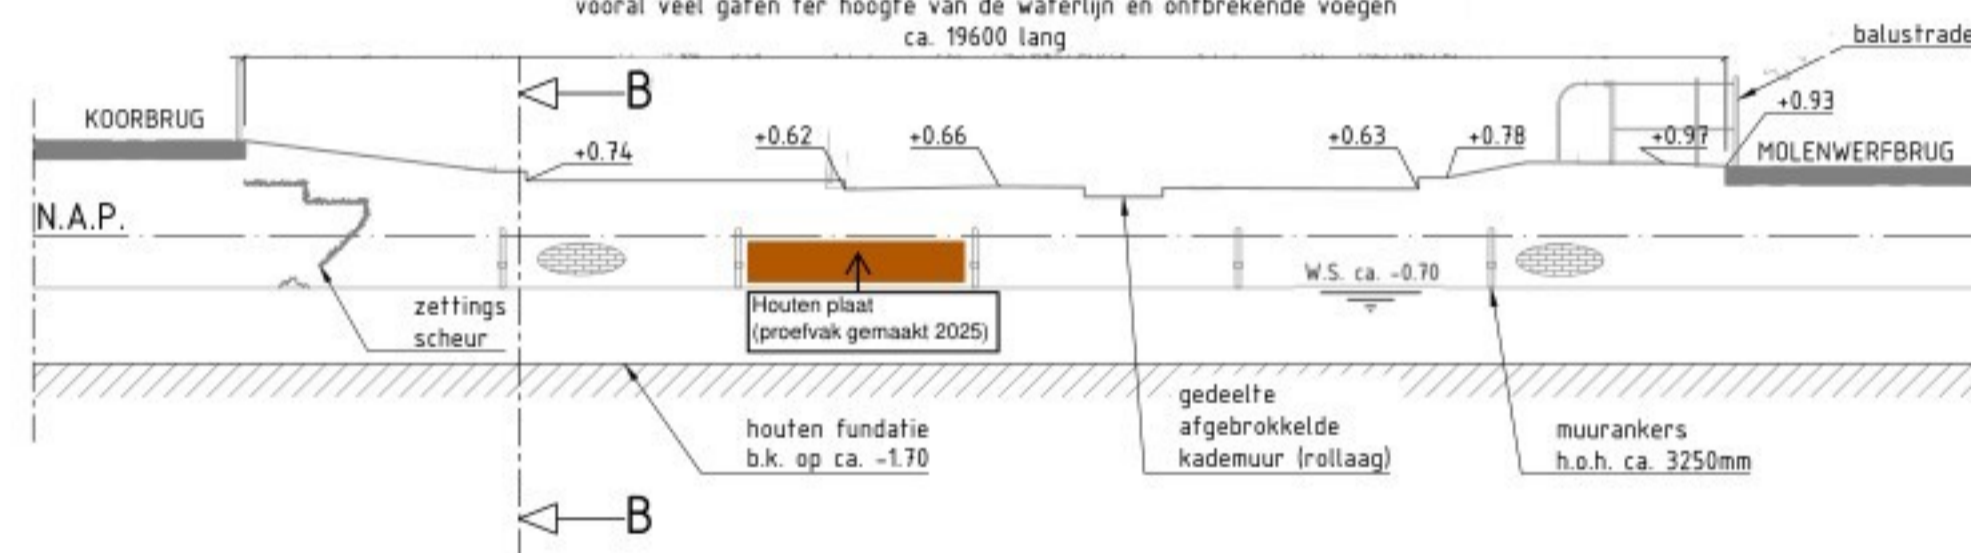 vooral veel gaten ter hoogte van de waterlijn en ontbrekende voegen
ca. 19600 lang
balustrade
B
KOORBRUG
+0.74
+0.62
+0.66
+0.63
+0.78
+0.97
+0.93
MOLENWERFBRUG
N.A.P.
W.S. ca. -0.70
zettings
scheur
Houten plaat
(proefvak gemaakt 2025)
houten fundatie
b.k. op ca. -1.70
gedeelte
afgebrokkelde
kademuur (rollaag)
muurankers
h.o.h. ca. 3250mm
B